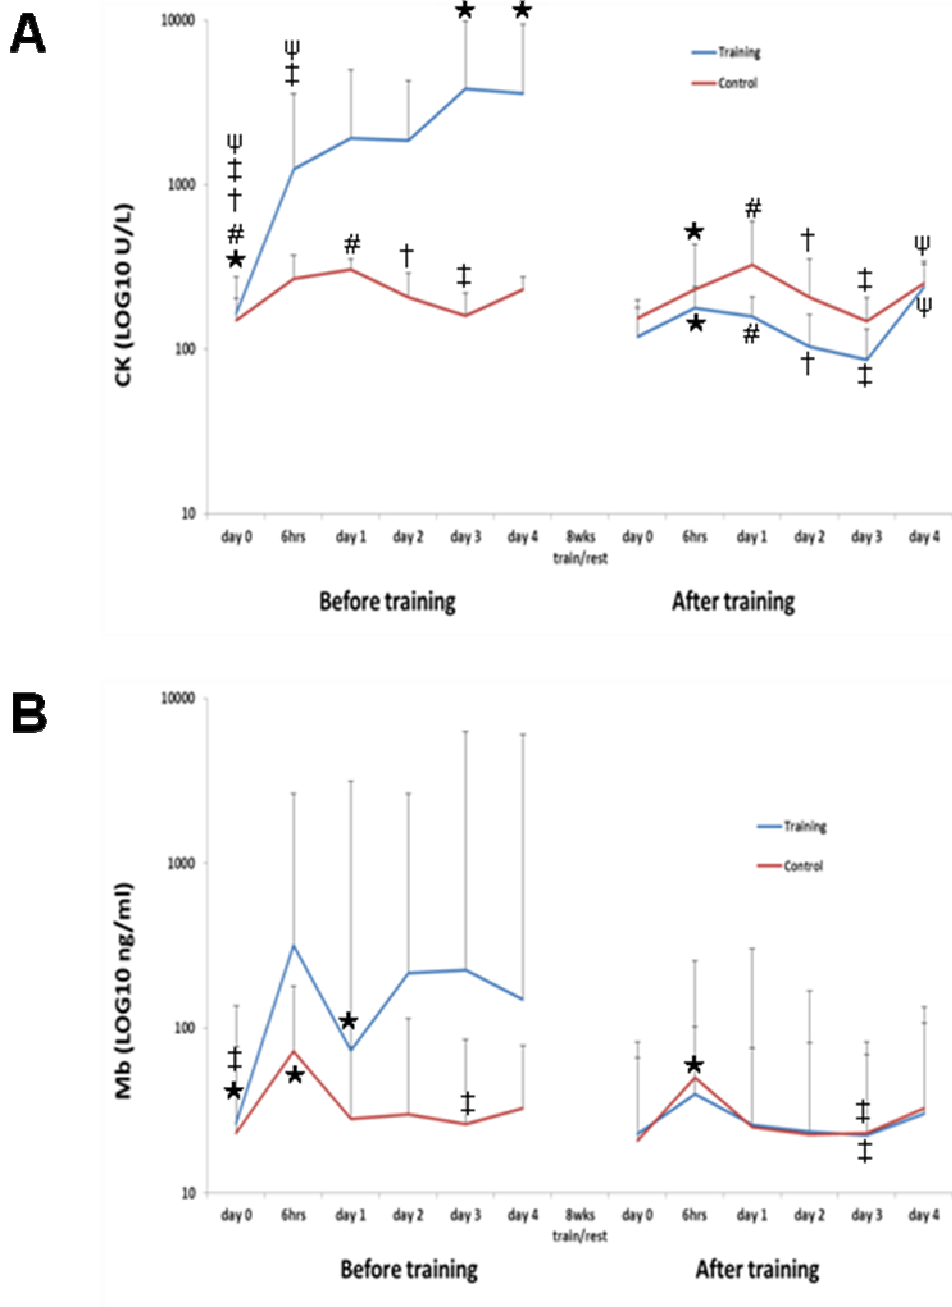 A
CK (LOG10 U/L)
10000
1000
100
10
★ ★
ψ
‡
ψ
‡
†
#
★
# † ‡
Training
Control
★ # † ‡ ψ
★ # † ‡ ψ
day 0 6hrs day 1 day 2 day 3 day 4 8wks train/rest day 0 6hrs day 1 day 2 day 3 day 4
Before training After training
B
Mb (LOG10 ng/ml)
10000
1000
100
10
Training
Control
‡
★
★
★
‡
★
‡
‡
day 0 6hrs day 1 day 2 day 3 day 4 8wks train/rest day 0 6hrs day 1 day 2 day 3 day 4
Before training After training